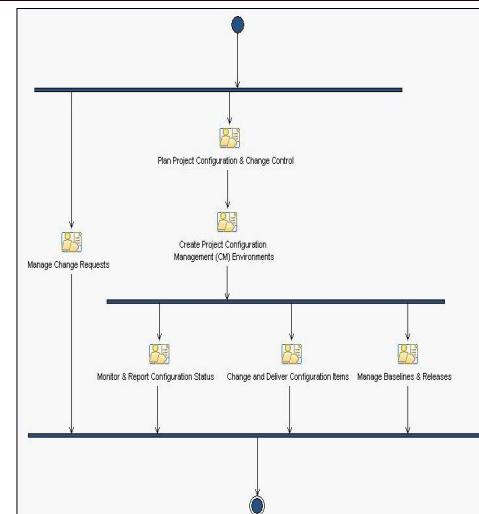 Plan Project Configuration & Change Control
Create Project Configuration
Management (CM) Environments
Manage Change Requests
Monitor & Report Configuration Status
Change and Deliver Configuration Items
Manage Baselines & Releases